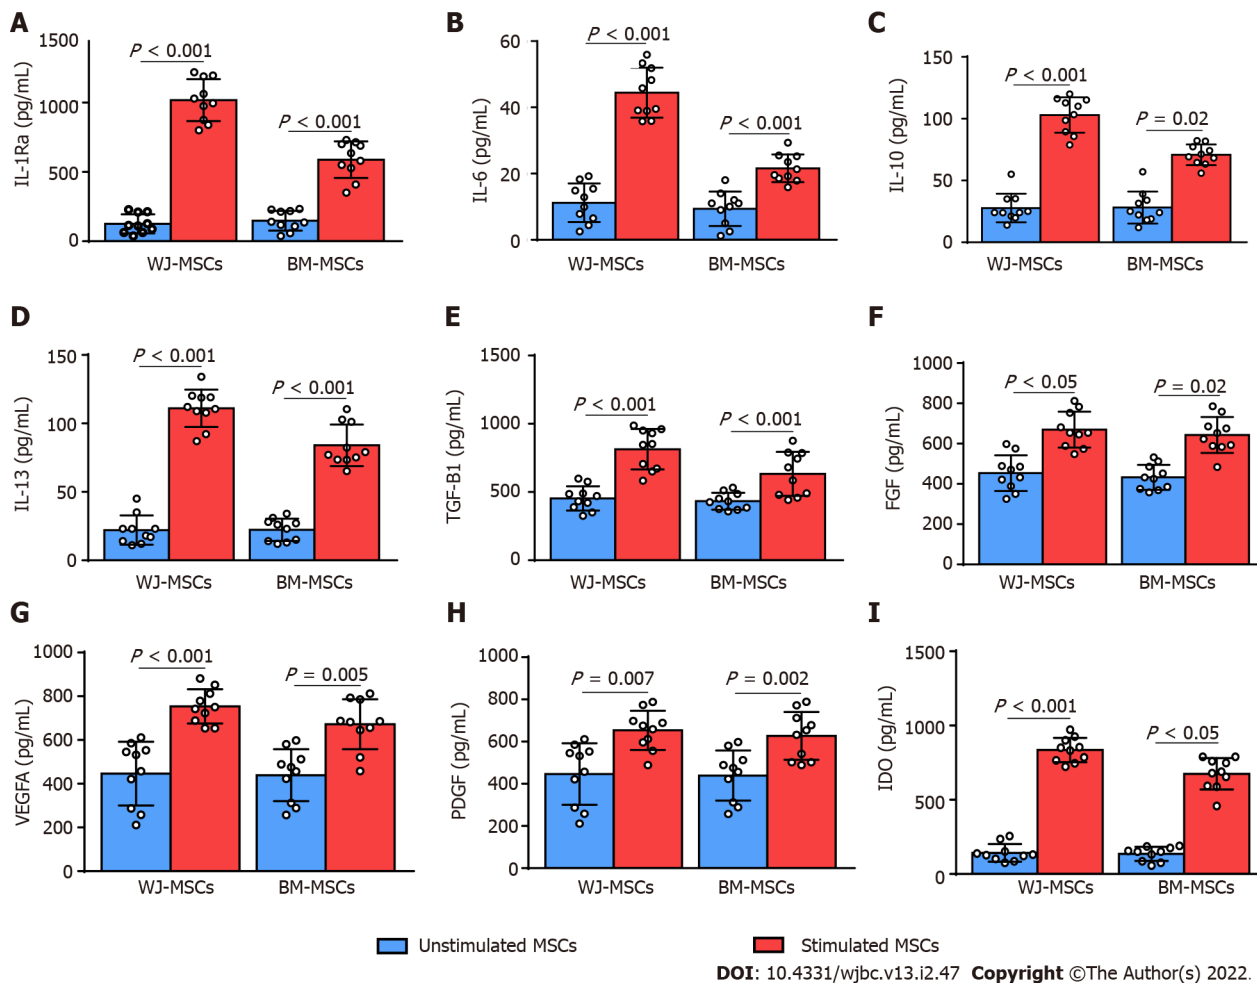 A
IL-1Ra (pg/mL)
1500
1000
500
0
P < 0.001
P < 0.001
WJ-MSCs
BM-MSCs
B
IL-6 (pg/mL)
60
40
20
0
P < 0.001
P < 0.001
WJ-MSCs
BM-MSCs
C
IL-10 (pg/mL)
150
100
50
0
P < 0.001
P = 0.02
WJ-MSCs
BM-MSCs
D
IL-13 (pg/mL)
150
100
50
0
P < 0.001
P < 0.001
WJ-MSCs
BM-MSCs
E
TGF-B1 (pg/mL)
1500
1000
500
0
P < 0.001
P < 0.001
WJ-MSCs
BM-MSCs
F
FGF (pg/mL)
1000
800
600
400
200
0
P < 0.05
P = 0.02
WJ-MSCs
BM-MSCs
G
VEGFA (pg/mL)
1000
800
600
400
200
0
P < 0.001
P = 0.005
WJ-MSCs
BM-MSCs
H
PDGF (pg/mL)
1000
800
600
400
200
0
P = 0.007
P = 0.002
WJ-MSCs
BM-MSCs
I
IDO (pg/mL)
1500
1000
500
0
P < 0.001
P < 0.05
WJ-MSCs
BM-MSCs
Unstimulated MSCs
Stimulated MSCs
DOI: 10.4331/wjbc.v13.i2.47 Copyright ©The Author(s) 2022.